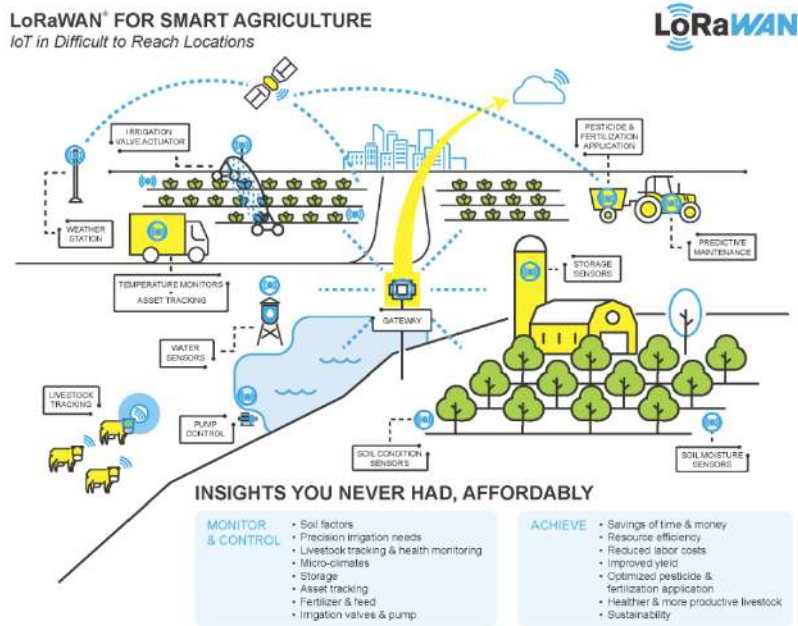 LoRaWAN® FOR SMART AGRICULTURE
IoT in Difficult to Reach Locations
LoRaWAN
IRRIGATION
VALVE ACTUATOR
PESTICIDE &
FERTILIZATION
APPLICATION
WEATHER
STATION
PREDICTIVE
MAINTENANCE
TEMPERATURE MONITORS
+
ASSET TRACKING
STORAGE
SENSORS
GATEWAY
WATER
SENSORS
LIVESTOCK
TRACKING
PUMP
CONTROL
SOIL CONDITION
SENSORS
SOIL MOISTURE
SENSORS
INSIGHTS YOU NEVER HAD, AFFORDABLY
MONITOR
& CONTROL
• Soil factors
• Precision irrigation needs
• Livestock tracking & health monitoring
• Micro-climates
• Storage
• Asset tracking
• Fertilizer & feed
• Irrigation valves & pump
ACHIEVE
• Savings of time & money
• Resource efficiency
• Reduced labor costs
• Improved yield
• Optimized pesticide &
fertilization application
• Healthier & more productive livestock
• Sustainability